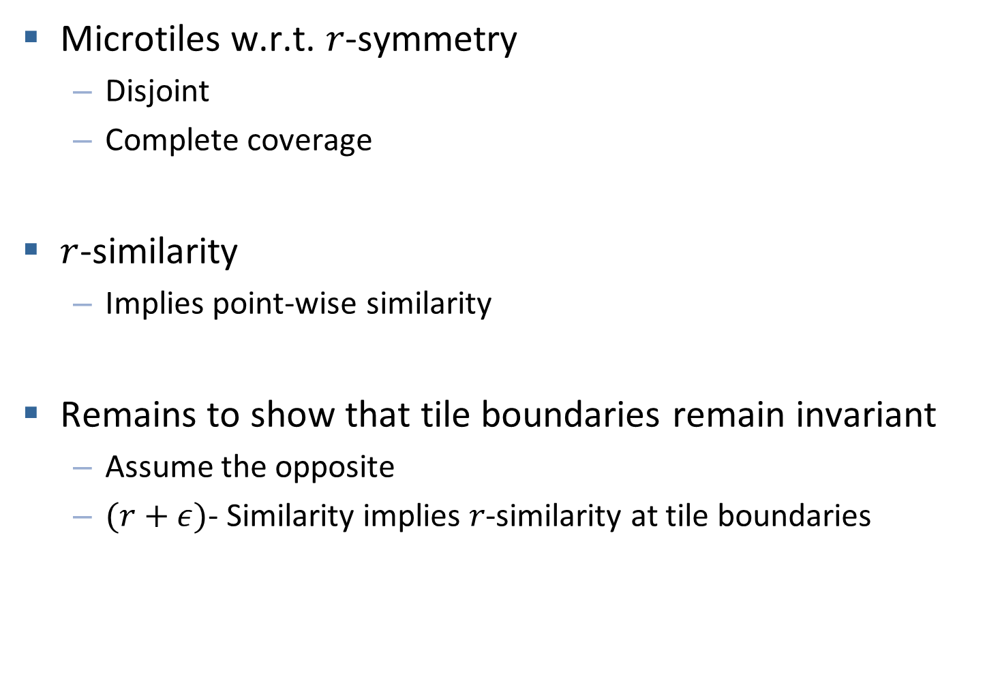 ▪ Microtiles w.r.t. 𝑟-symmetry
– Disjoint
– Complete coverage
▪ 𝑟-similarity
– Implies point-wise similarity
▪ Remains to show that tile boundaries remain invariant
– Assume the opposite
– (𝑟 + 𝜖)- Similarity implies 𝑟-similarity at tile boundaries